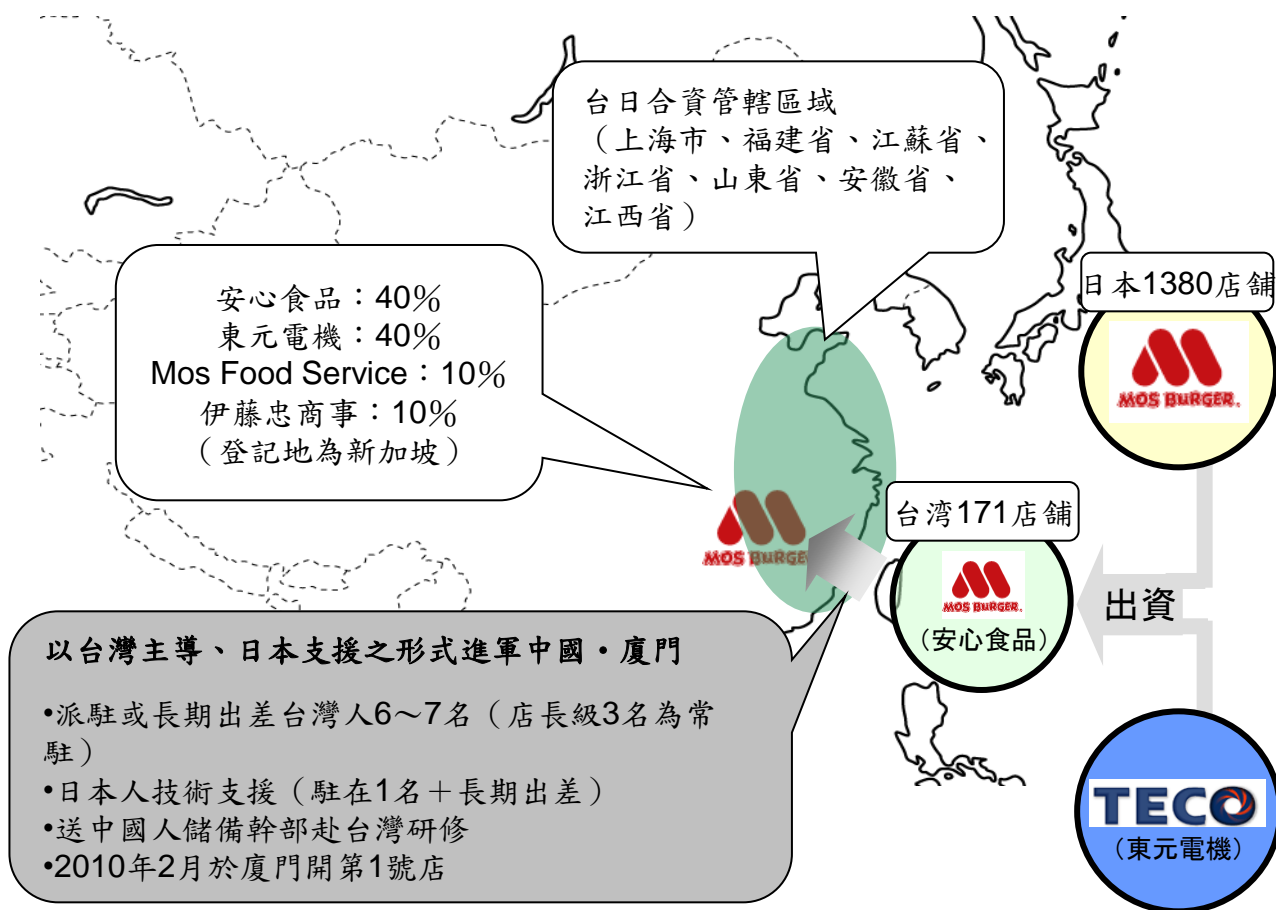 台日合資管轄區域
（上海市、福建省、江蘇省、
浙江省、山東省、安徽省、
江西省）
安心食品：40%
東元電機：40%
Mos Food Service：10%
伊藤忠商事：10%
（登記地為新加坡）
日本1380店舖
MOS BURGER.
MOS BURGE
台湾171店舖
MOS BURGER.
（安心食品）
出資
以台灣主導、日本支援之形式進軍中國・廈門
•派駐或長期出差台灣人6～7名（店長級3名為常
駐）
•日本人技術支援（駐在1名＋長期出差）
•送中國人儲備幹部赴台灣研修
•2010年2月於廈門開第1號店
TECO
（東元電機）